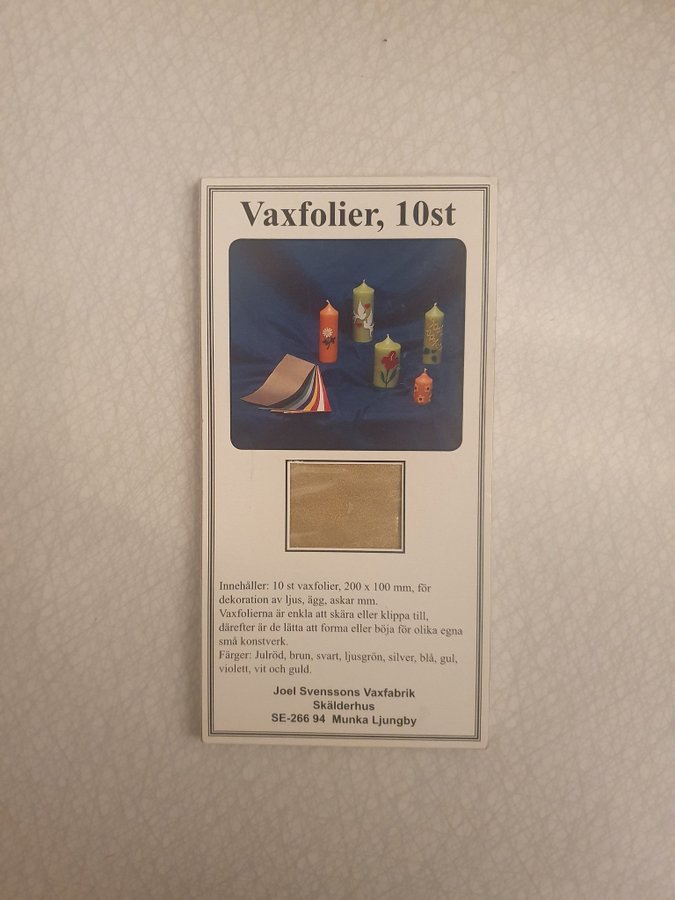 Vaxfolier, 10st
Innehåller: 10 st vaxfolier, 200 x 100 mm, för
dekoration av ljus, ägg, askar mm.
Vaxfolierna är enkla att skära eller klippa till,
därefter är de lätta att forma eller böja för olika egna
små konstverk.
Färger: Julröd, brun, svart, ljusgrön, silver, blå, gul,
violett, vit och guld.
Joel Svenssons Vaxfabrik
Skälderhus
SE-266 94 Munka Ljungby